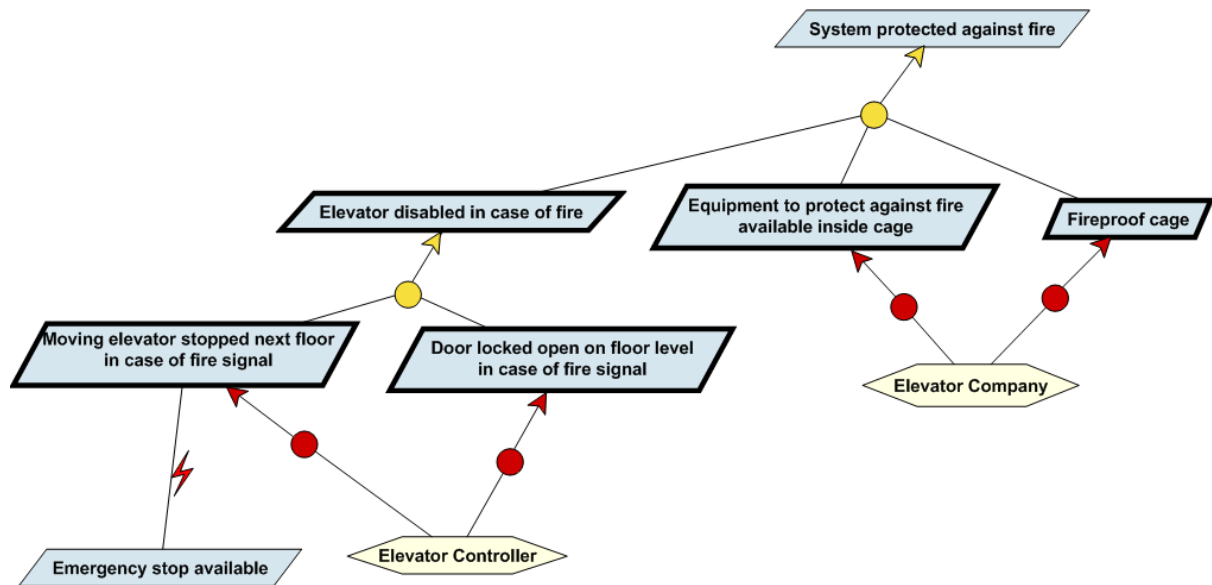 System protected against fire
Elevator disabled in case of fire
Equipment to protect against fire
available inside cage
Fireproof cage
Moving elevator stopped next floor
in case of fire signal
Door locked open on floor level
in case of fire signal
Elevator Company
Emergency stop available
Elevator Controller